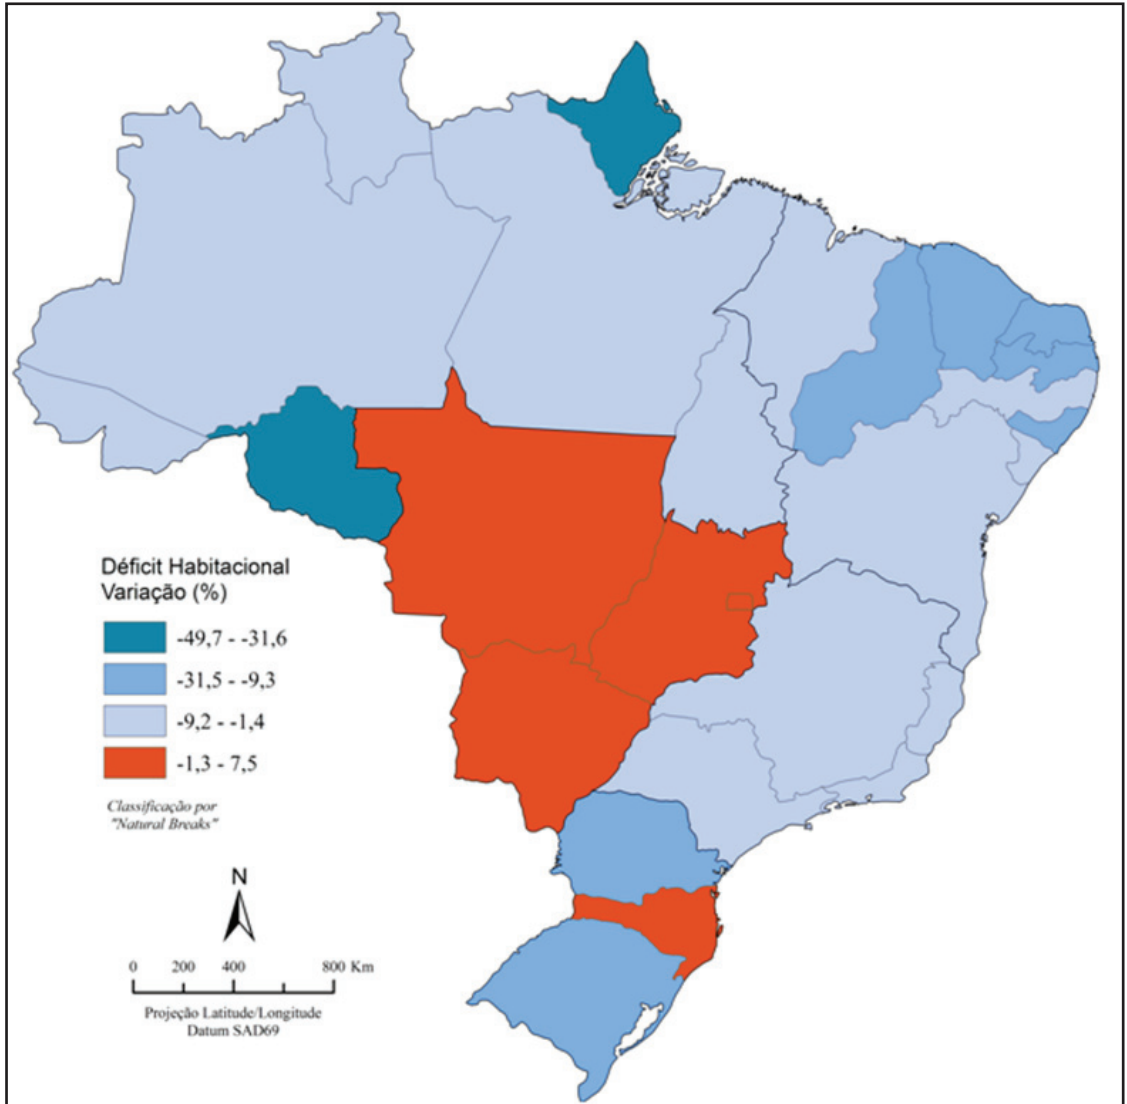 Déficit Habitacional
Variação (%)
-49,7 - -31,6
-31,5 - -9,3
-9,2 - -1,4
-1,3 - 7,5
Classificação por
"Natural Breaks"
N
0 200 400 800 Km
Projeção Latitude/Longitude
Datum SAD69